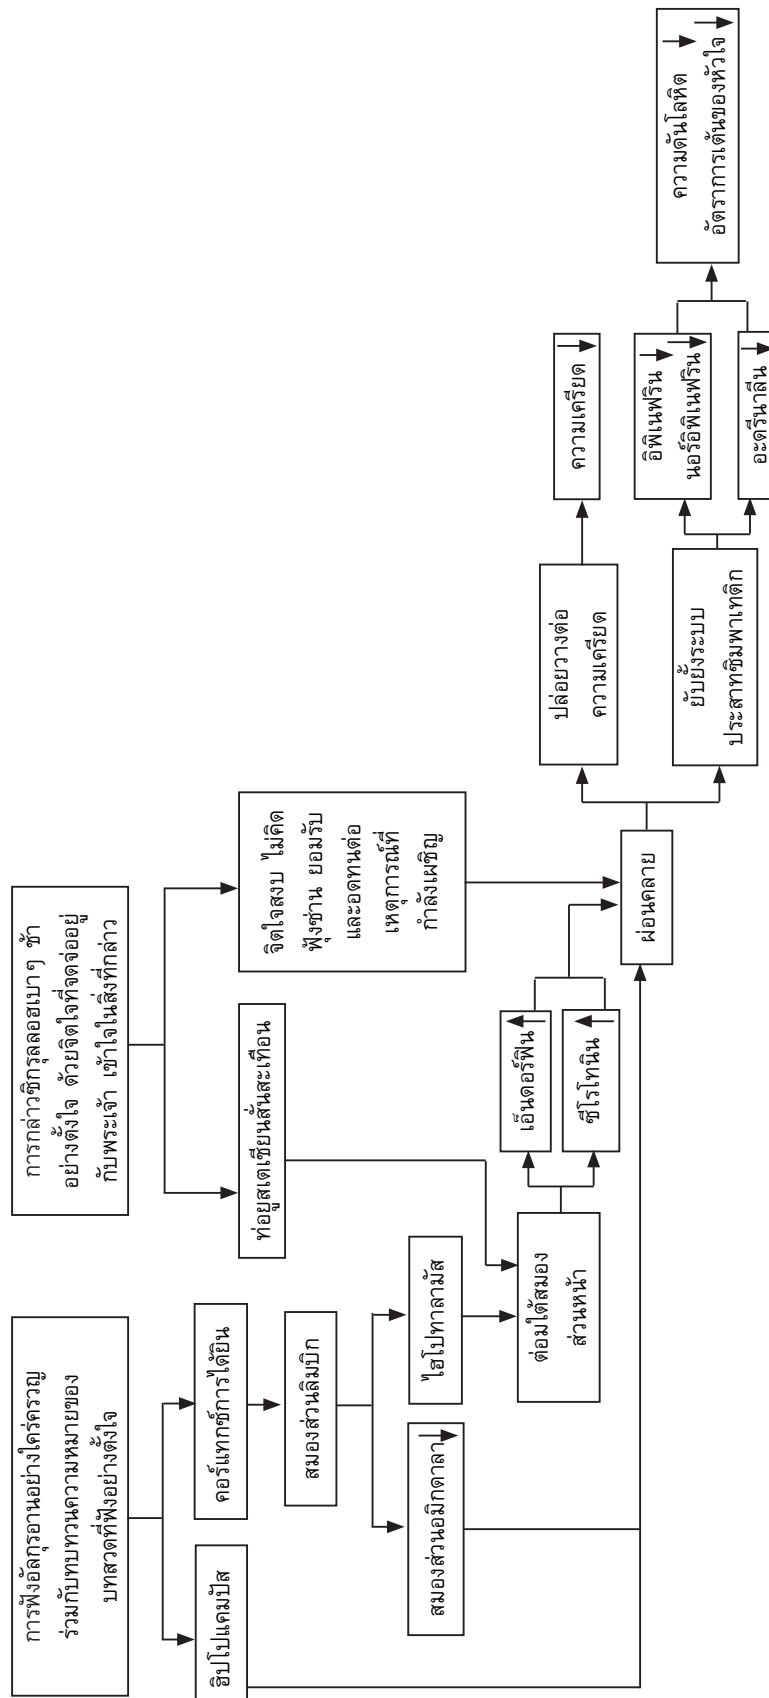 การฟังอัลกุรอานอย่างใคร่ครวญ
ร่วมกับทบทวนความหมายของ
บทสวดที่ฟังอย่างตั้งใจ
การกล่าวซิกรุลลอฮเบาๆ ช้า
อย่างตั้งใจ ด้วยจิตใจที่จดจ่ออยู่
กับพระเจ้า เข้าใจในสิ่งที่กล่าว
ฮิปโปแคมปัส
คอร์แทกซ์การได้ยิน
สมองส่วนลิมบิก
ท่อยูสเตเชียนสั่นสะเทือน
จิตใจสงบ ไม่คิด
ฟุ้งซ่าน ยอมรับ
และอดทนต่อ
เหตุการณ์ที่
กำลังเผชิญ
สมองส่วนอมิกดาลา
ไฮโปทาลามัส
ต่อมใต้สมอง
ส่วนหน้า
เอ็นดอร์ฟิน
ซีโรโทนิน
ผ่อนคลาย
ปล่อยวางต่อ
ความเครียด
ยับยั้งระบบ
ประสาทซิมพาเทติก
ความเครียด
อิพิเนฟริน
นอร์อิพิเนฟริน
อะดรีนาลีน
ความดันโลหิต
อัตราการเต้นของหัวใจ